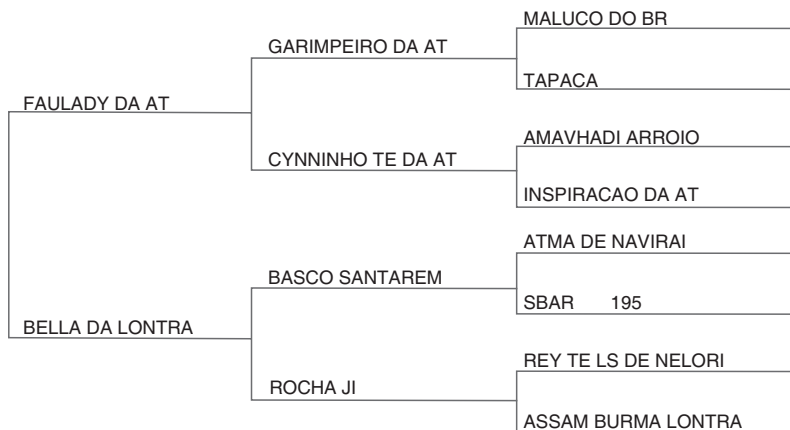 MALUCO DO BR
GARIMPEIRO DA AT
TAPACA
FAULADY DA AT
AMAVHADI ARROIO
CYNNINHO TE DA AT
INSPIRACAO DA AT
ATMA DE NAVIRAI
BASCO SANTAREM
SBAR 195
BELLA DA LONTRA
REY TE LS DE NELORI
ROCHA JI
ASSAM BURMA LONTRA